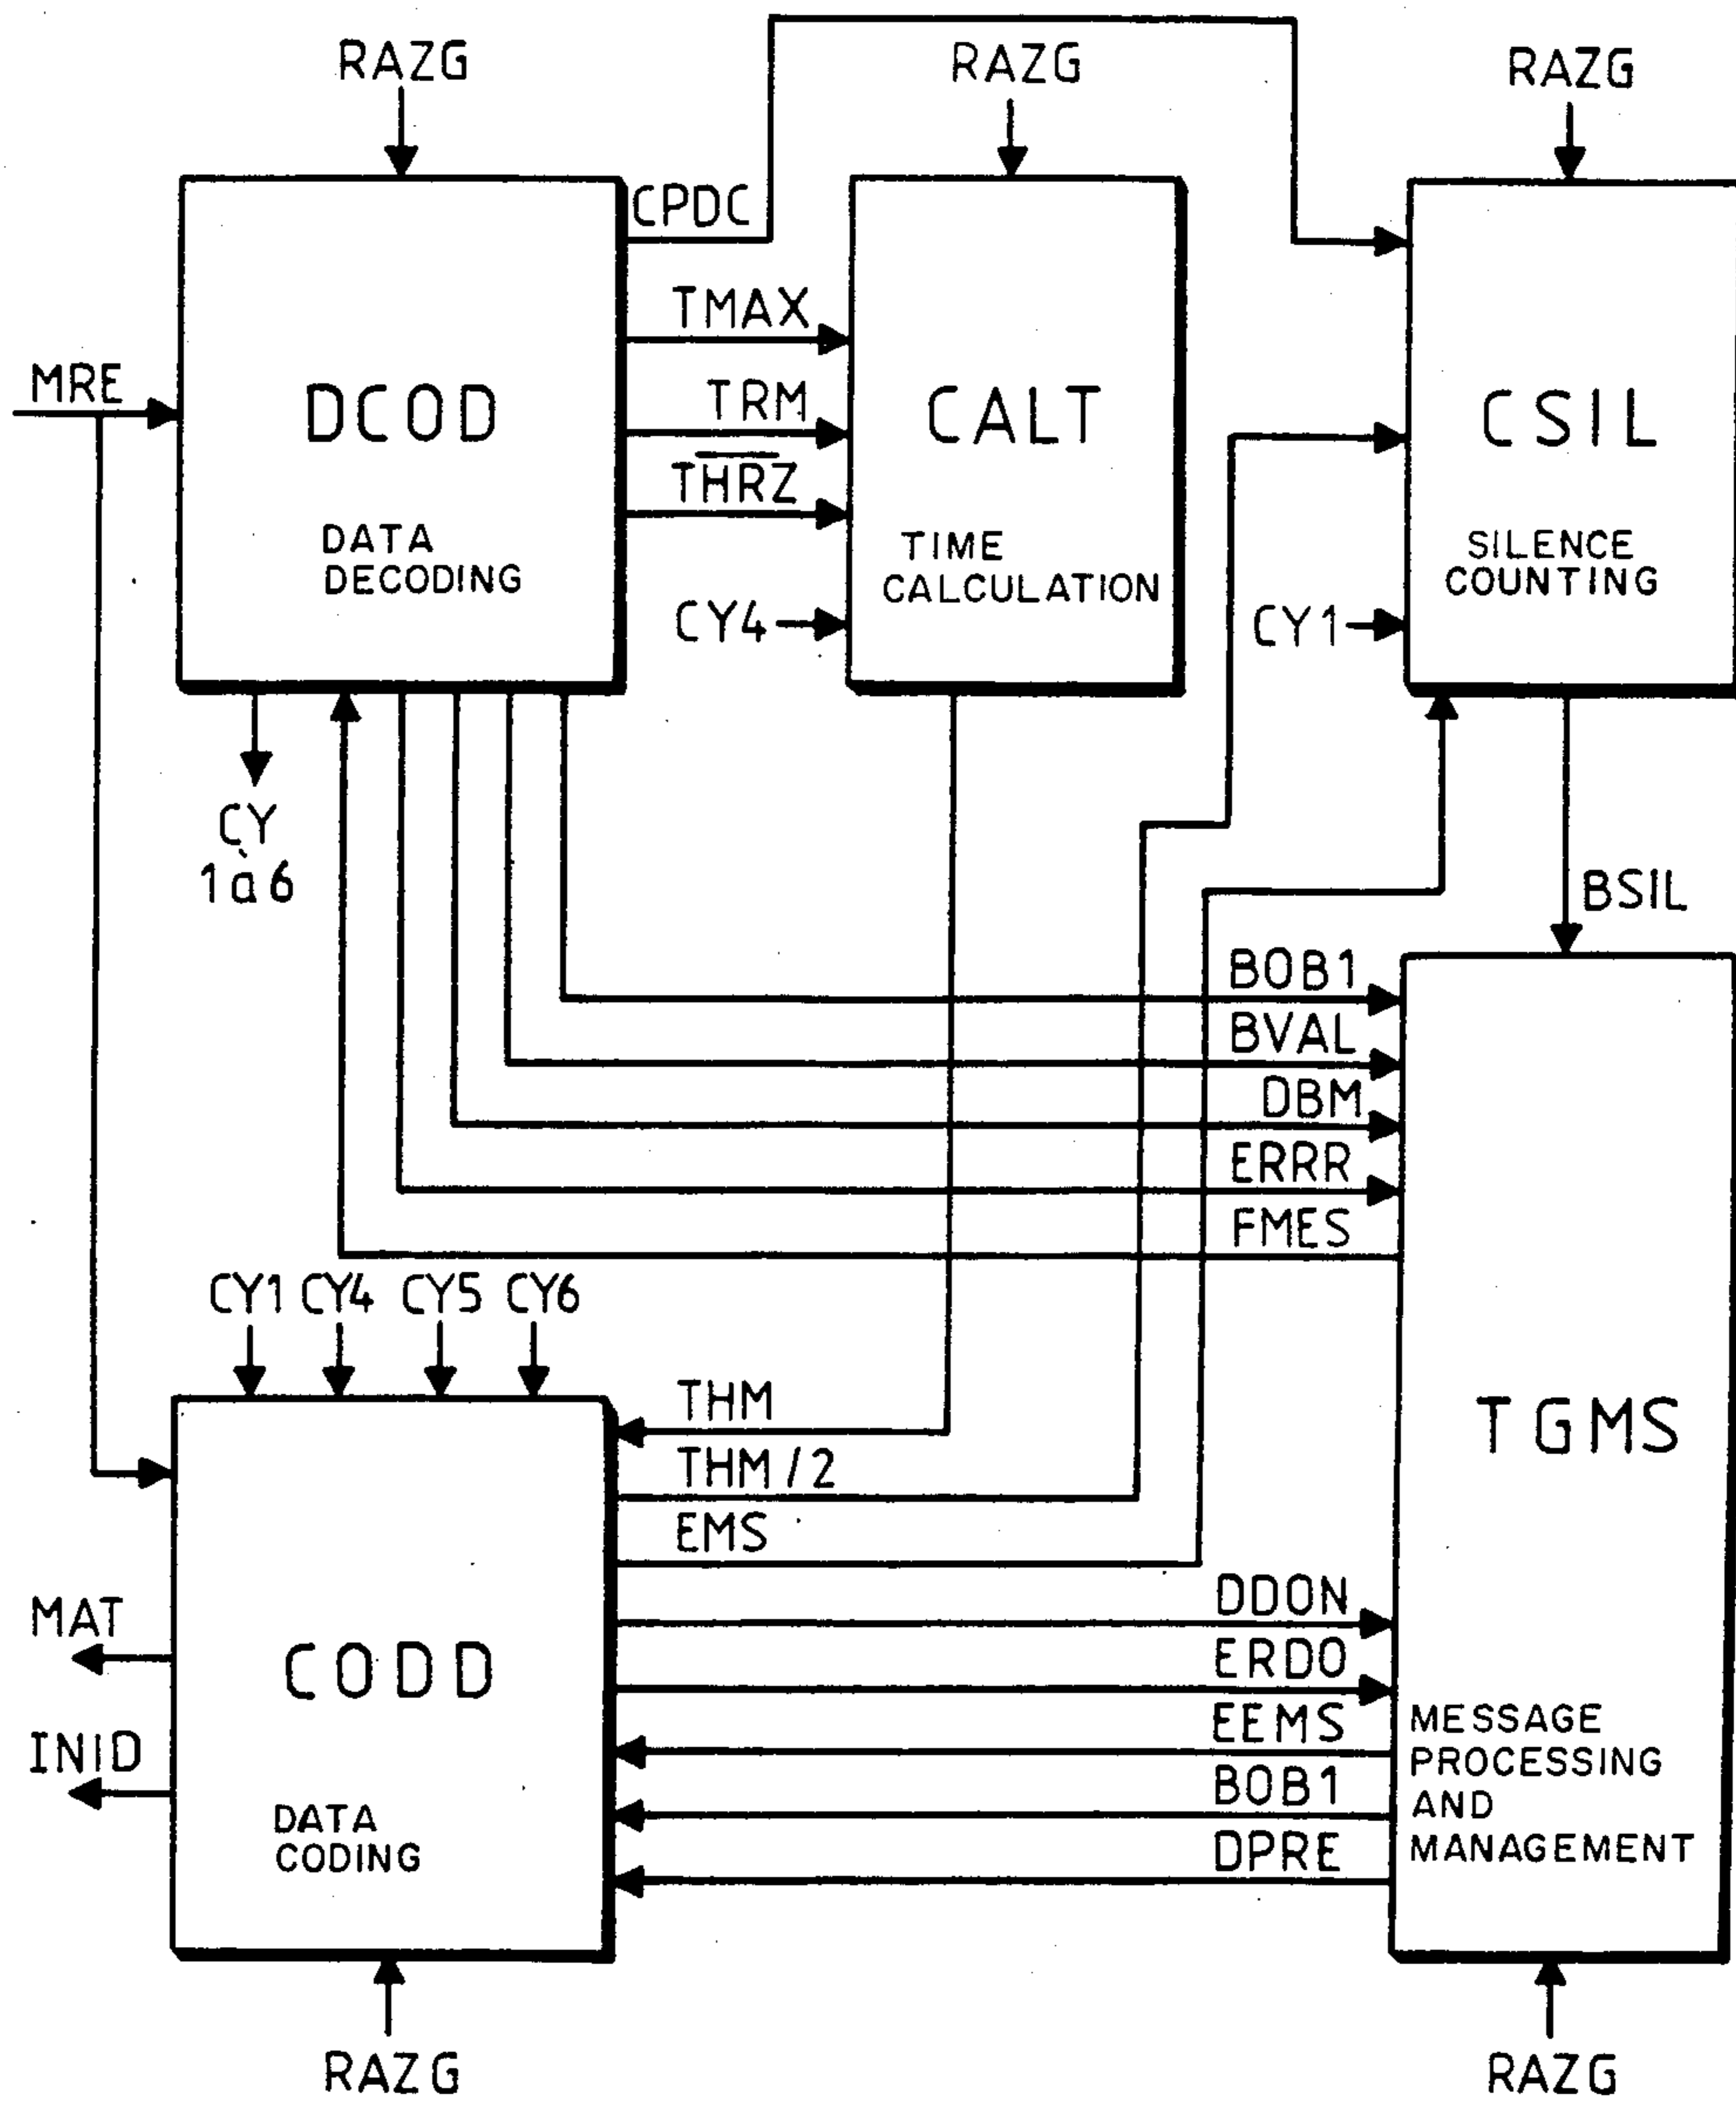 RAZG
RAZG
RAZG
CPDC
TMAX
MRE
TRM
DCOD
CALT
CSIL
THRZ
DATA
DECODING
TIME
CALCULATION
SILENCE
COUNTING
CY4
CY1
CY
1à6
BSIL
BOB1
BVAL
DBM
ERRR
FMES
CY1 CY4 CY5 CY6
THM
THM/2
EMS
TGMS
DDON
MAT
ERDO
CODD
EEMS
INID
BOB1
DPRE
MESSAGE
PROCESSING
AND
MANAGEMENT
DATA
CODING
RAZG
RAZG